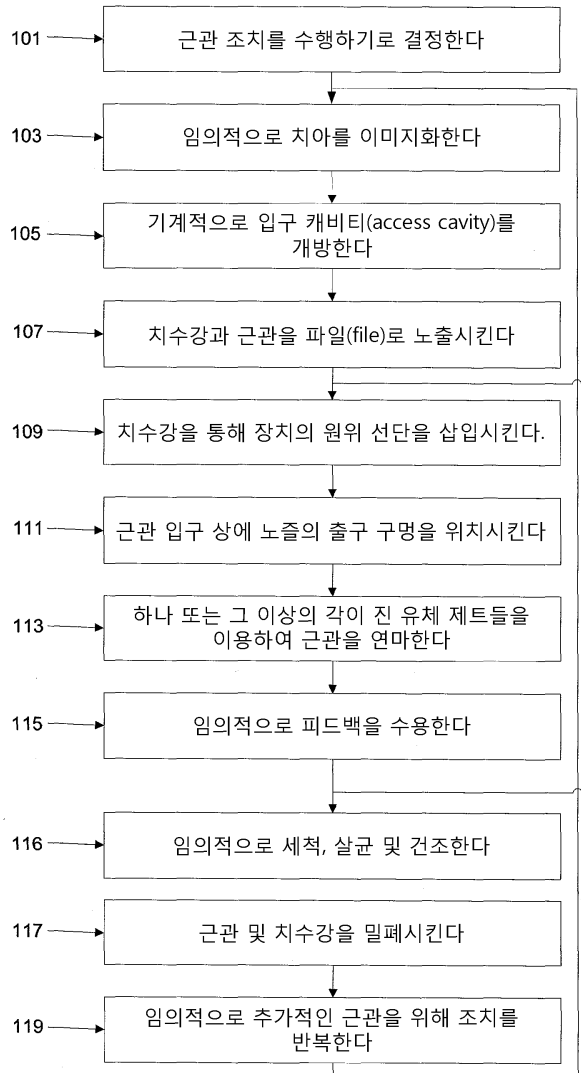 101
근관 조치를 수행하기로 결정한다
103
임의적으로 치아를 이미지화한다
105
기계적으로 입구 캐비티(access cavity)를
개방한다
107
치수강과 근관을 파일(file)로 노출시킨다
109
치수강을 통해 장치의 원위 선단을 삽입시킨다.
111
근관 입구 상에 노즐의 출구 구멍을 위치시킨다
113
하나 또는 그 이상의 각이 진 유체 제트들을
이용하여 근관을 연마한다
115
임의적으로 피드백을 수용한다
116
임의적으로 세척, 살균 및 건조한다
117
근관 및 치수강을 밀폐시킨다
119
임의적으로 추가적인 근관을 위해 조치를
반복한다